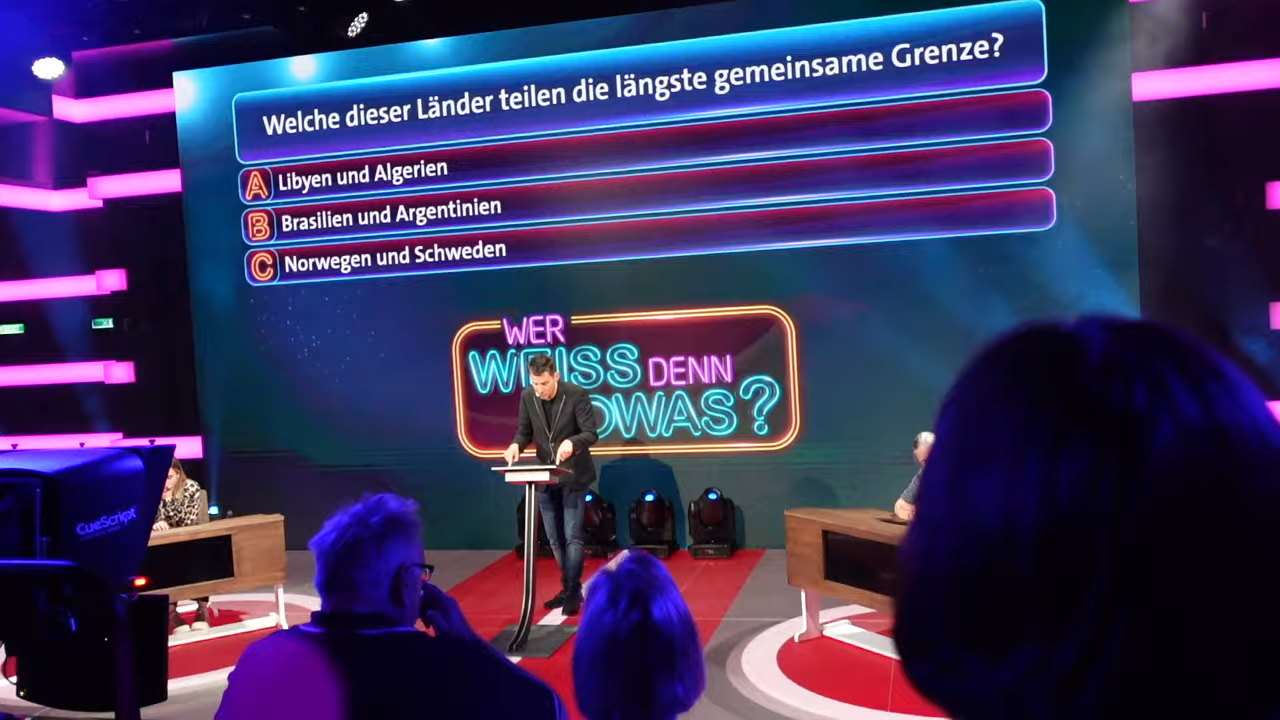 Welche dieser Länder teilen die längste gemeinsame Grenze?
A Libyen und Algerien
B Brasilien und Argentinien
C Norwegen und Schweden
WER
WEISS DENN
OWAS?
CueScript